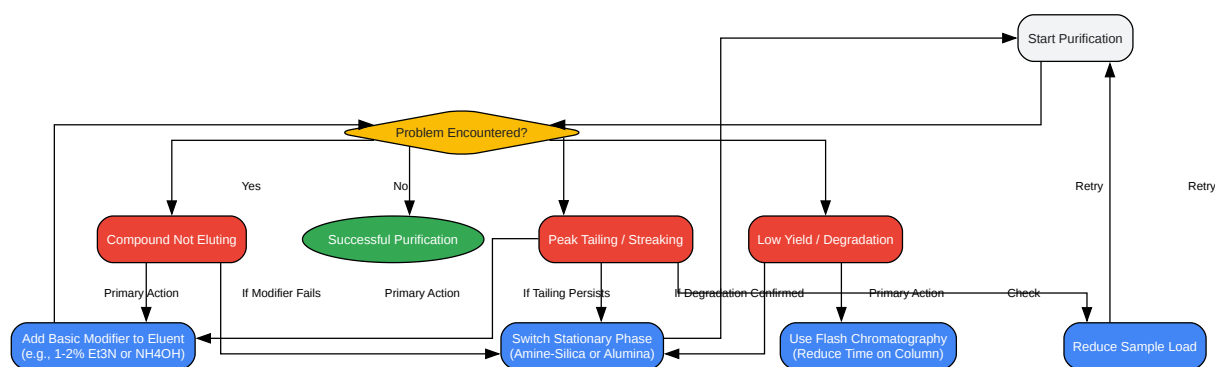 Start Purification
Problem Encountered?
Yes
No
Retry
Retry
Compound Not Eluting
Successful Purification
Peak Tailing / Streaking
Low Yield / Degradation
Primary Action
If Modifier Fails
Primary Action
If Tailing Persists
If Degradation Confirmed
Primary Action
Check
Add Basic Modifier to Eluent
(e.g., 1-2% Et3N or NH4OH)
Switch Stationary Phase
(Amine-Silica or Alumina)
Use Flash Chromatography
(Reduce Time on Column)
Reduce Sample Load